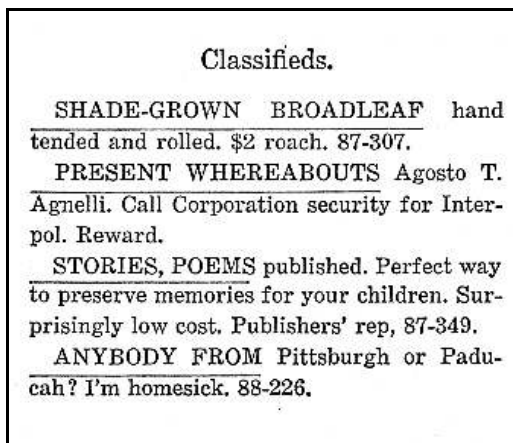 Classifieds.
SHADE-GROWN BROADLEAF hand
tended and rolled. $2 roach. 87-307.
PRESENT WHEREABOUTS Agosto T.
Agnelli. Call Corporation security for Inter-
pol. Reward.
STORIES, POEMS published. Perfect way
to preserve memories for your children. Sur-
prisingly low cost. Publishers' rep, 87-349.
ANYBODY FROM Pittsburgh or Padu-
cah? I'm homesick. 88-226.